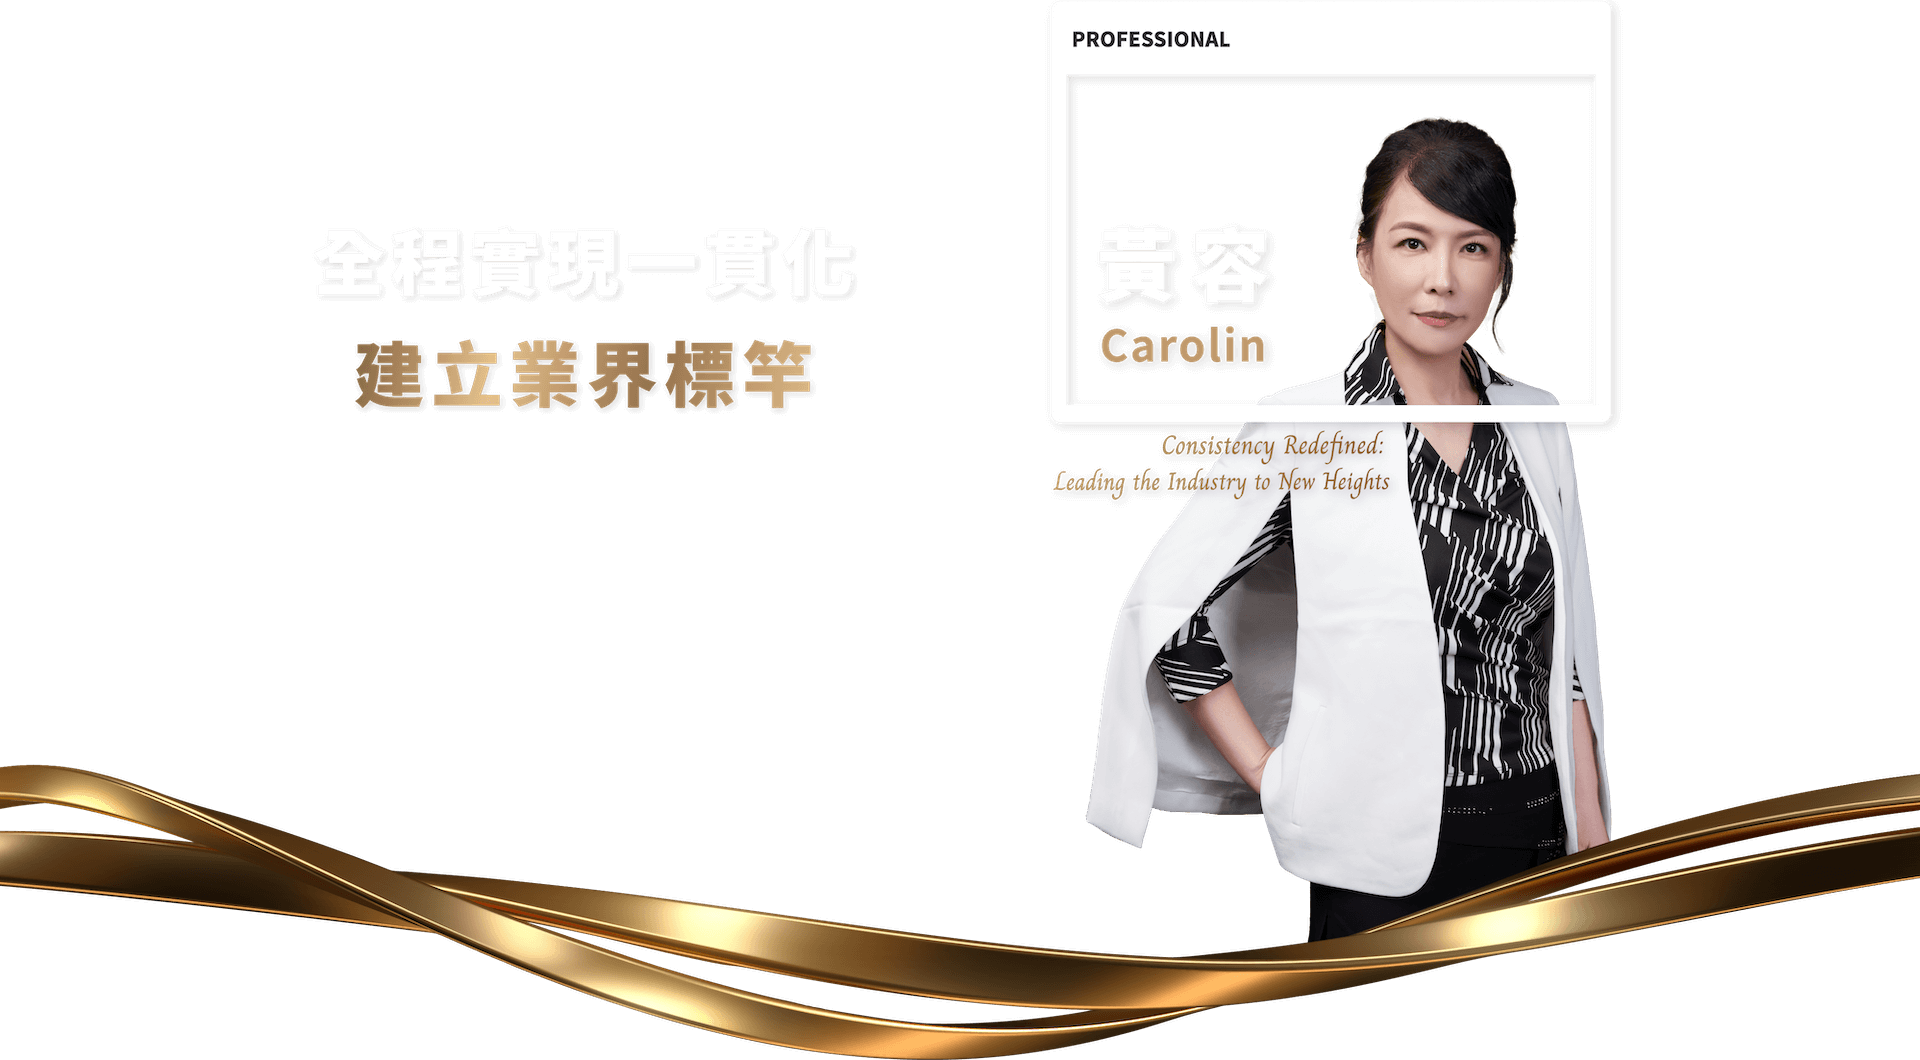 PROFESSIONAL
全程實現一貫化
建立業界標竿
黃容
Carolin
Consistency Redefined:
Leading the Industry to New Heights